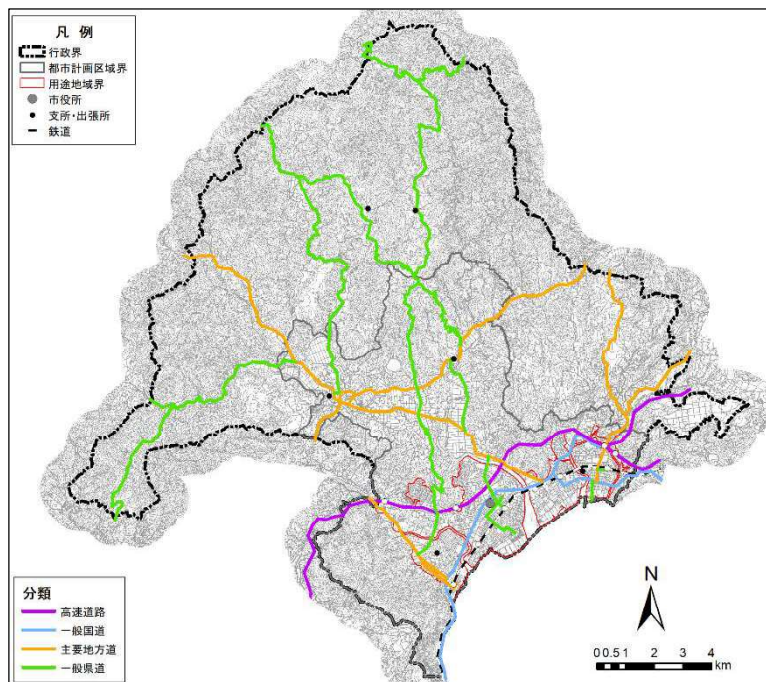 凡 例
行政界
都市計画区域界
用途地域界
市役所
支所・出張所
鉄道
分類
高速道路
一般国道
主要地方道
一般県道
N
0 0.5 1 2 3 4
km